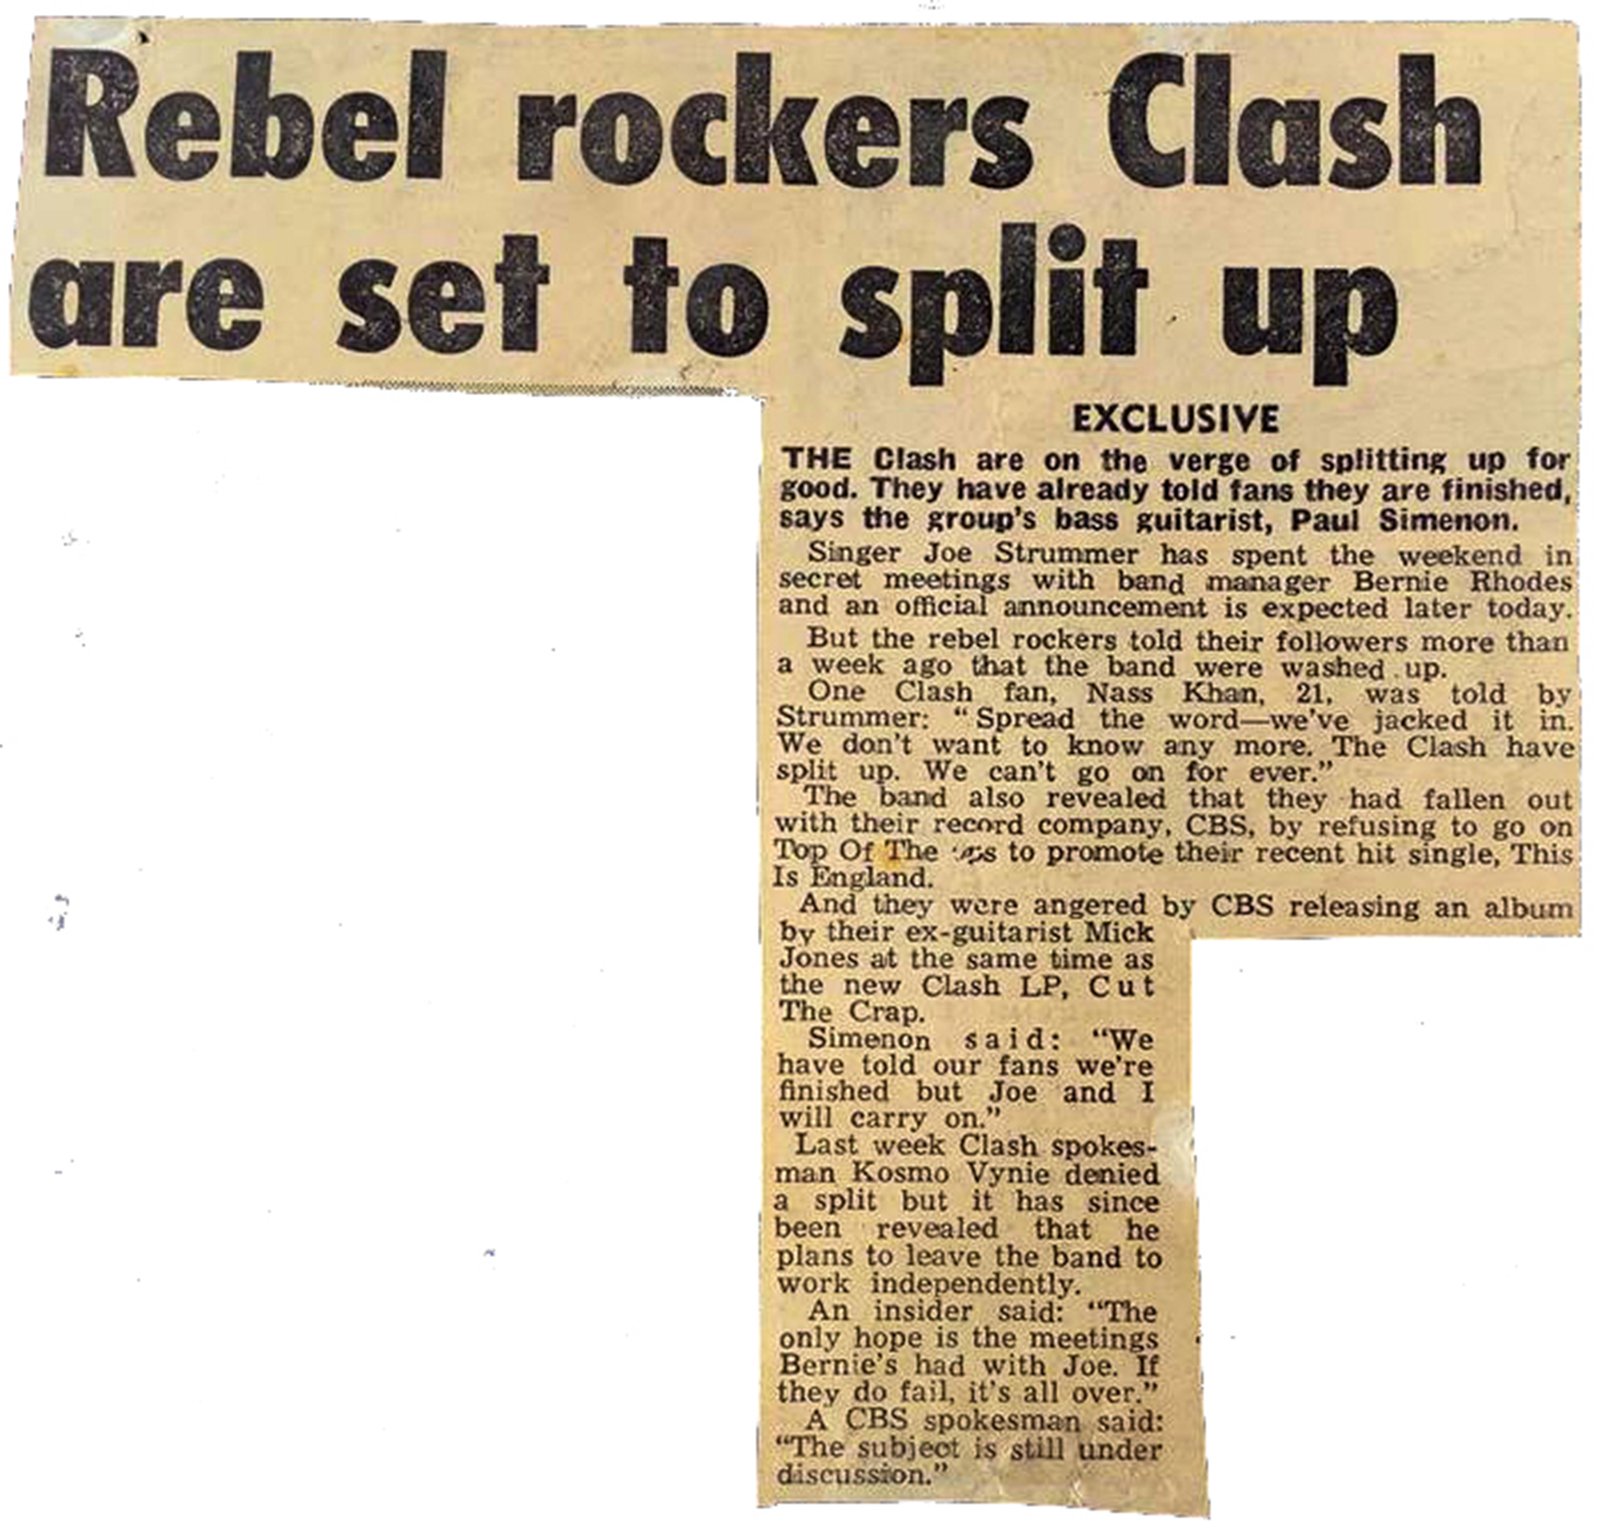 Rebel rockers Clash
are set to split up
EXCLUSIVE
THE Clash are on the verge of splitting up for
good. They have already told fans they are finished,
says the group's bass guitarist, Paul Simenon.
Singer Joe Strummer has spent the weekend in
secret meetings with band manager Bernie Rhodes
and an official announcement is expected later today.
But the rebel rockers told their followers more than
a week ago that the band were washed up.
One Clash fan, Nass Khan, 21, was told by
Strummer: “Spread the word—we've jacked it in.
We don't want to know any more. The Clash have
split up. We can't go on for ever.”
The band also revealed that they had fallen out
with their record company, CBS, by refusing to go on
Top Of The to promote their recent hit single, This
Is England.
And they were angered by CBS releasing an album
by their ex-guitarist Mick
Jones at the same time as
the new Clash LP, Cut
The Crap.
Simenon said: “We
have told our fans we're
finished but Joe and I
will carry on.”
Last week Clash spokes-
man Kosmo Vynie denied
a split but it has since
been revealed that he
plans to leave the band to
work independently.
An insider said: “The
only hope is the meetings
Bernie's had with Joe. If
they do fail, it's all over.”
A CBS spokesman said:
“The subject is still under
discussion.”